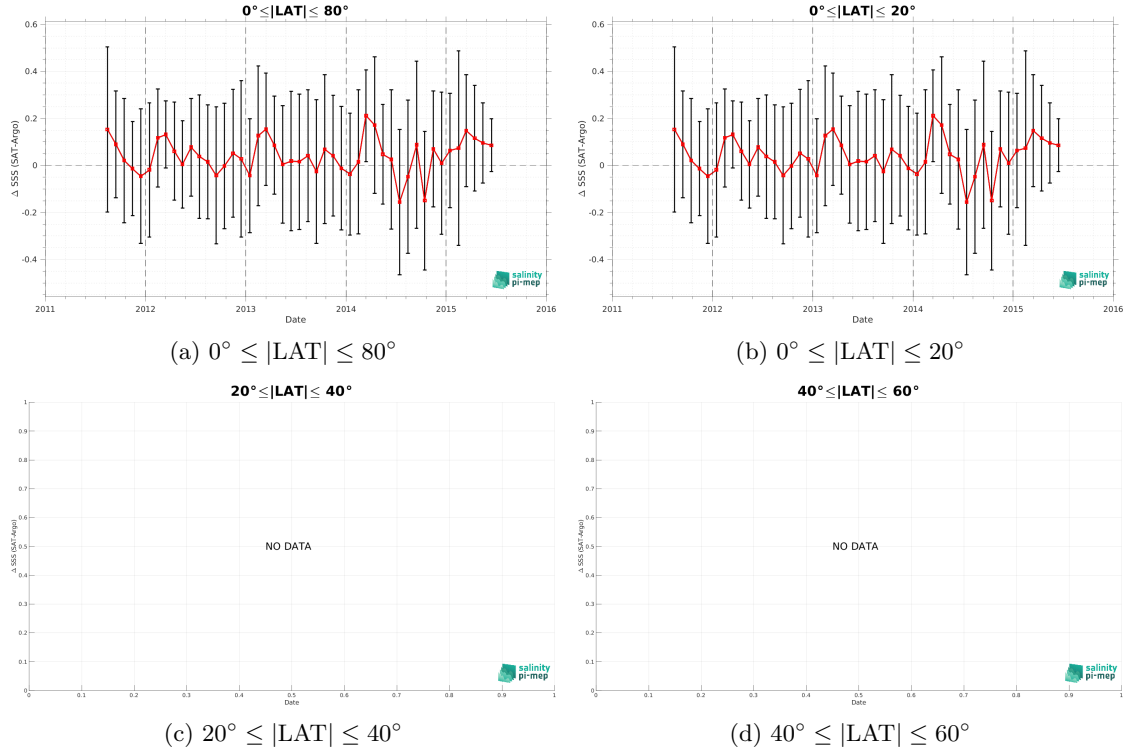 0°≤|LAT|≤ 80°
0.6
0.4
0.2
0
-0.2
-0.4
Δ SSS (SAT-Argo)
2011 2012 2013 2014 2015 2016
Date
salinity
pi-mep
(a) 0° ≤ |LAT| ≤ 80°
0°≤|LAT|≤ 20°
0.6
0.4
0.2
0
-0.2
-0.4
Δ SSS (SAT-Argo)
2011 2012 2013 2014 2015 2016
Date
salinity
pi-mep
(b) 0° ≤ |LAT| ≤ 20°
20°≤|LAT|≤ 40°
1
0.9
0.8
0.7
0.6
0.5
0.4
0.3
0.2
0.1
0
Δ SSS (SAT-Argo)
NO DATA
0 0.1 0.2 0.3 0.4 0.5 0.6 0.7 0.8 0.9 1
Date
salinity
pi-mep
(c) 20° ≤ |LAT| ≤ 40°
40°≤|LAT|≤ 60°
1
0.9
0.8
0.7
0.6
0.5
0.4
0.3
0.2
0.1
0
Δ SSS (SAT-Argo)
NO DATA
0 0.1 0.2 0.3 0.4 0.5 0.6 0.7 0.8 0.9 1
Date
salinity
pi-mep
(d) 40° ≤ |LAT| ≤ 60°